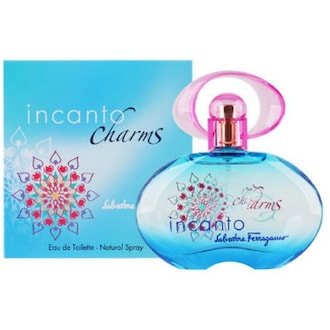 incanto
Charms
Salvatore
Eau de Toilette - Natural Spray
Charms
incanto
Salvatore Ferragamo